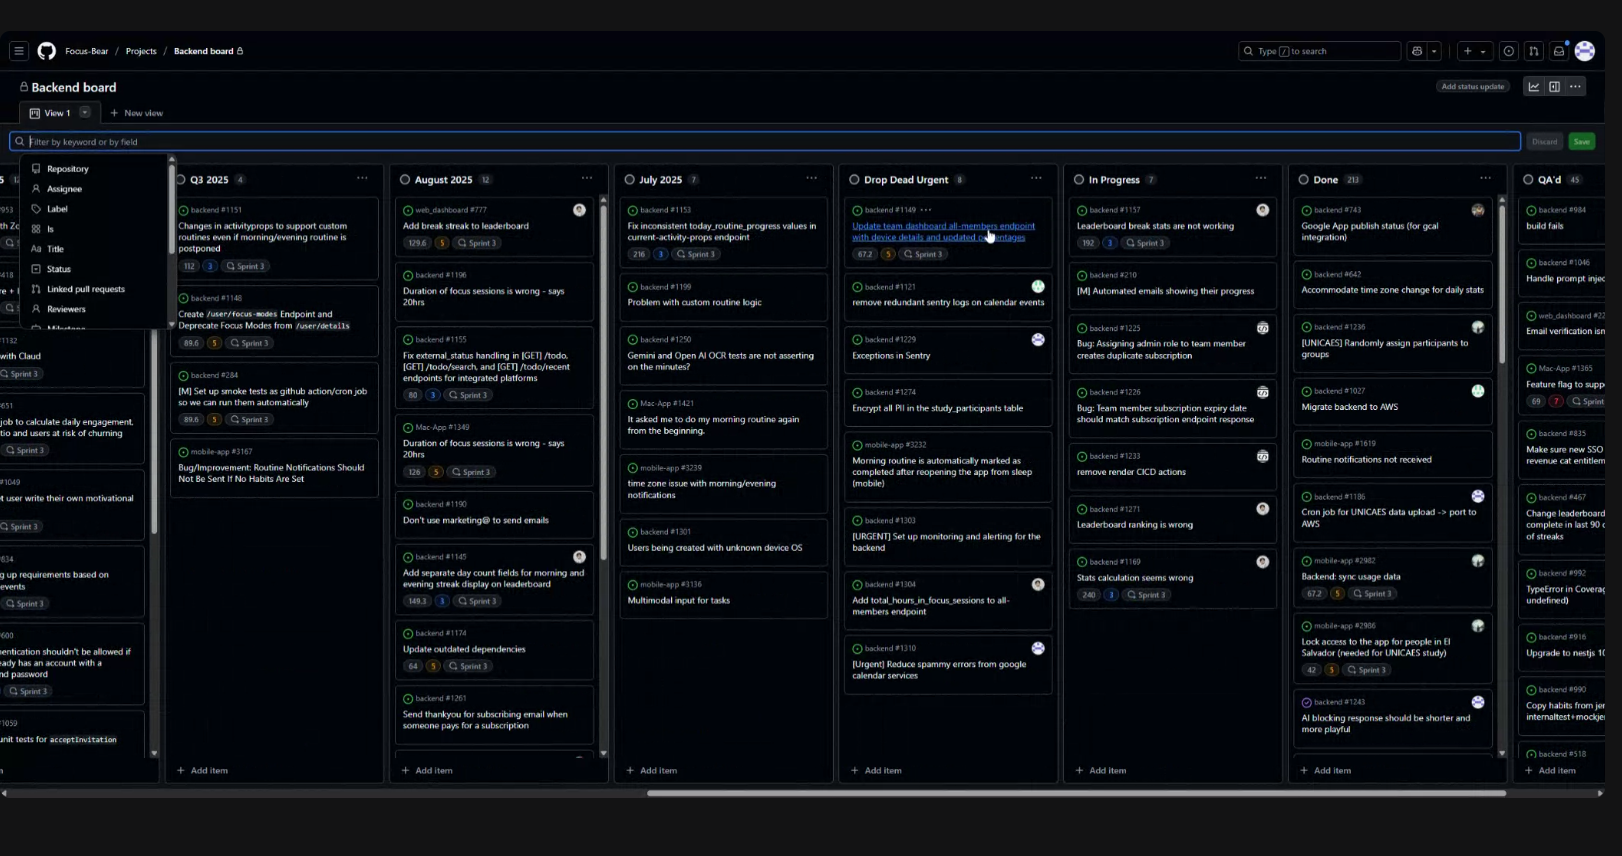 Focus-Bear / Projects / Backend board
Type / to search
Backend board
Add status update
View 1
New view
Filter by keyword or by field
Discard
Save
Repository
Assignee
Label
Is
Title
Status
Linked pull requests
Reviewers
with Cloud
Sprint 3
job to calculate daily engagement,
tio and users at risk of churning
Sprint 3
#1049
t user write their own motivational
Sprint 3
g up requirements based on
events
Sprint 3
entication shouldn't be allowed if
eady has an account with a
nd password
Sprint 3
#1059
unit tests for acceptInvitation
Q3 2025 4
backend #1151
Changes in activityprops to support custom
routines even if morning/evening routine is
postponed
112 3 Sprint 3
backend #1148
Create /user/focus-modes Endpoint and
Deprecate Focus Modes from /user/details
89.6 5 Sprint 3
backend #284
[M] Set up smoke tests as github action/cron job
so we can run them automatically
89.6 5 Sprint 3
mobile-app #3167
Bug/Improvement: Routine Notifications Should
Not Be Sent If No Habits Are Set
Add item
August 2025 12
web_dashboard #777
Add break streak to leaderboard
129.6 5 Sprint 3
backend #1196
Duration of focus sessions is wrong - says
20hrs
backend #1155
Fix external_status handling in [GET] /todo,
[GET] /todo/search, and [GET] /todo/recent
endpoints for integrated platforms
80 3 Sprint 3
Mac-App #1349
Duration of focus sessions is wrong - says
20hrs
126 5 Sprint 3
backend #1190
Don't use marketing@ to send emails
backend #1145
Add separate day count fields for morning and
evening streak display on leaderboard
149.3 3 Sprint 3
backend #1174
Update outdated dependencies
64 5 Sprint 3
backend #1261
Send thankyou for subscribing email when
someone pays for a subscription
Add item
July 2025 7
backend #1153
Fix inconsistent today_routine_progress values in
current-activity-props endpoint
216 3 Sprint 3
backend #1199
Problem with custom routine logic
backend #1250
Gemini and Open AI OCR tests are not asserting
on the minutes?
Mac-App #1421
It asked me to do my morning routine again
from the beginning.
mobile-app #3239
time zone issue with morning/evening
notifications
backend #1301
Users being created with unknown device OS
mobile-app #3136
Multimodal input for tasks
Add item
Drop Dead Urgent 8
backend #1149
Update team dashboard all-members endpoint
with device details and updated
67.2 5 Sprint 3
backend #1121
remove redundant sentry logs on calendar events
backend #1229
Exceptions in Sentry
backend #1274
Encrypt all PII in the study_participants table
mobile-app #3232
Morning routine is automatically marked as
completed after reopening the app from sleep
(mobile)
backend #1303
[URGENT] Set up monitoring and alerting for the
backend
backend #1304
Add total_hours_in_focus_sessions to all-
members endpoint
backend #1310
[Urgent] Reduce spammy errors from google
calendar services
Add item
In Progress 7
backend #1157
Leaderboard break stats are not working
192 3 Sprint 3
backend #210
[M] Automated emails showing their progress
backend #1225
Bug: Assigning admin role to team member
creates duplicate subscription
backend #1226
Bug: Team member subscription expiry date
should match subscription endpoint response
backend #1233
remove render CICD actions
backend #1271
Leaderboard ranking is wrong
backend #1169
Stats calculation seems wrong
240 3 Sprint 3
Add item
Done 213
backend #743
Google App publish status (for gcal
integration)
backend #642
Accommodate time zone change for daily stats
backend #1236
[UNICAES] Randomly assign participants to
groups
backend #1027
Migrate backend to AWS
mobile-app #1619
Routine notifications not received
backend #1186
Cron job for UNICAES data upload -> port to
AWS
mobile-app #2982
Backend: sync usage data
67.2 5 Sprint 3
mobile-app #2986
Lock access to the app for people in El
Salvador (needed for UNICAES study)
42 5 Sprint 3
backend #1243
AI blocking response should be shorter and
more playful
Add item
QA'd 45
backend #984
build fails
backend #1046
Handle prompt injec
web_dashboard #22
Email verification isn
Mac-App #1365
Feature flag to supp
69 7 Sprint
backend #835
Make sure new SSO
revenue cat entitlem
backend #467
Change leaderboard
complete in last 90 c
of streaks
backend #992
TypeError in Coverag
undefined)
backend #916
Upgrade to nestjs 10
backend #990
Copy habits from jer
internaltest+mockjer
backend #518
Add item